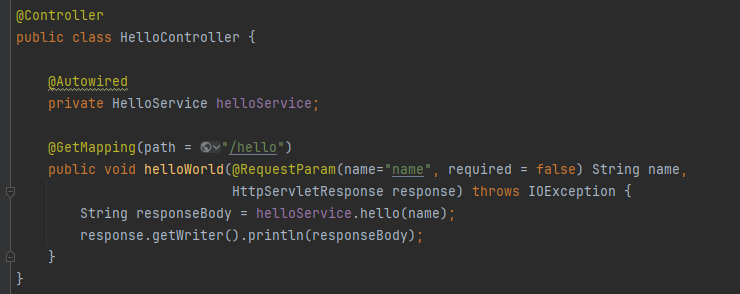 @Controller
public class HelloController {
@Autowired
private HelloService helloService;
@GetMapping(path = "/hello")
public void helloWorld(@RequestParam(name="name", required = false) String name,
HttpServletResponse response) throws IOException {
String responseBody = helloService.hello(name);
response.getWriter().println(responseBody);
}
}